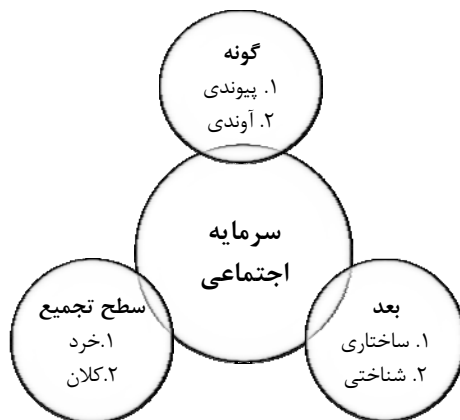 گونه
۱. پیوندی
۲. آوندی
سرمایه
اجتماعی
بعد
۱. ساختاری
۲. شناختی
سطح تجمیع
۱.خرد
۲.کلان